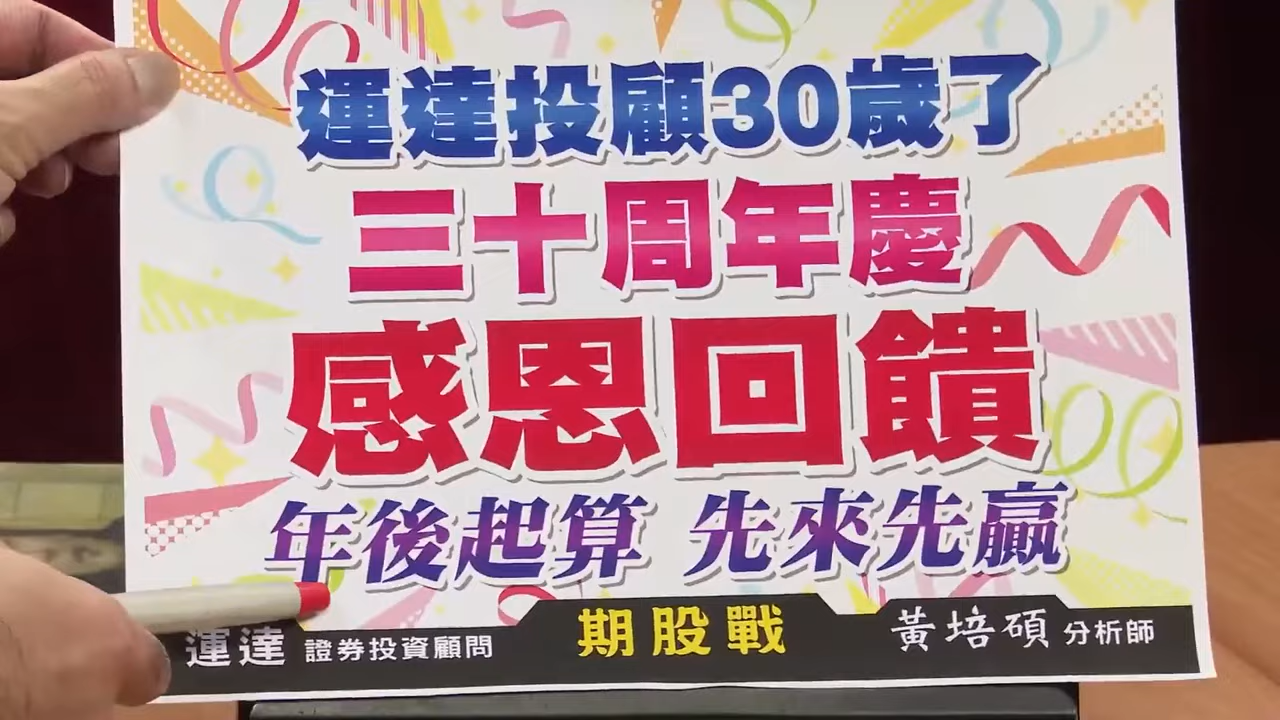 運達投顧30歲了
三十周年慶
感恩回饋
年後起算 先來先贏
運達 證券投資顧問 期股戰 黃培碩 分析師